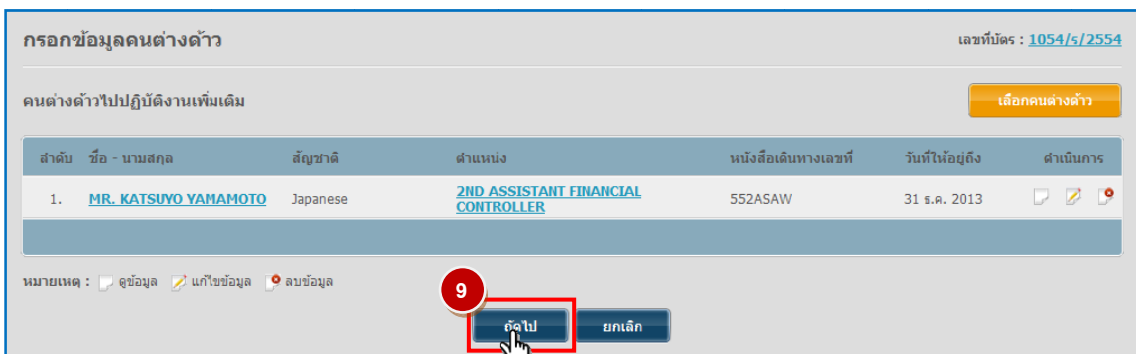 กรอกข้อมูลคนต่างด้าว เลขที่บัตร : 1054/ร/2554
คนต่างด้าวไปปฏิบัติงานเพิ่มเติม เลือกคนต่างด้าว
ลำดับ ชื่อ - นามสกุล สัญชาติ ตำแหน่ง หนังสือเดินทางเลขที่ วันที่ให้อยู่ถึง ดำเนินการ
1. MR. KATSUYO YAMAMOTO Japanese 2ND ASSISTANT FINANCIAL 552ASAW 31 ธ.ค. 2013
CONTROLLER
หมายเหตุ : ดูข้อมูล แก้ไขข้อมูล ลบข้อมูล
9
ถัดไป ยกเลิก